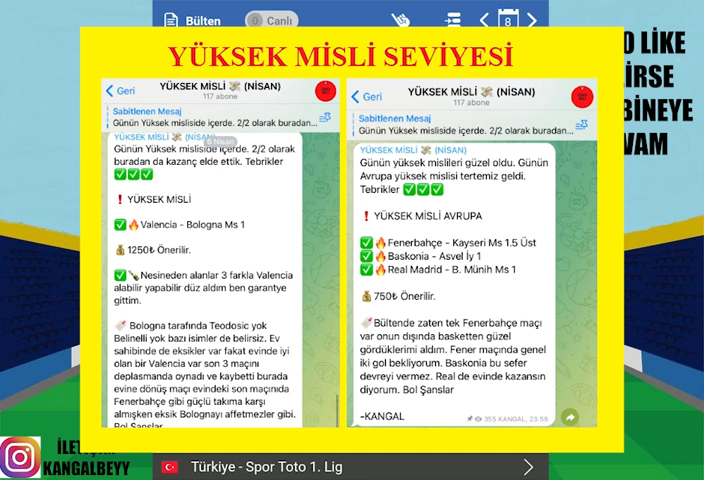 Bülten
0 Canlı
8
YÜKSEK MİSLİ SEVİYESİ
Geri
YÜKSEK MİSLİ 💸 (NİSAN)
117 abone
Sabitlenen Mesaj
Günün Yüksek misliside içerde. 2/2 olarak buradan...
YÜKSEK MİSLİ 💸 (NİSAN)
6 Nisan
Günün Yüksek misliside içerde. 2/2 olarak
buradan da kazanç elde ettik. Tebrikler
✅✅✅
❗ YÜKSEK MİSLİ
✅🔥Valencia - Bologna Ms 1
💰1250₺ Önerilir.
✅🍾Nesineden alanlar 3 farkla Valencia
alabilir yapabilir düz aldım ben garantye
gittim.
🚀 Bologna tarafında Teodosic yok
Belinelli yok bazı isimler de belirsiz. Ev
sahibinde de eksikler var fakat evinde iyi
olan bir Valencia var son 3 maçını
deplasmanda oynadı ve kaybetti burada
evine dönüş maçı evindeki son maçında
Fenerbahçe gibi güçlü takıma karşı
almışken eksik Bolognayı affetmezler gibi.
Bol Şanslar
Geri
YÜKSEK MİSLİ 💸 (NİSAN)
117 abone
Sabitlenen Mesaj
Günün Yüksek misliside içerde. 2/2 olarak buradan...
YÜKSEK MİSLİ 💸 (NİSAN)
Günün yüksek mislileri güzel oldu. Günün
Avrupa yüksek mislisi tertemiz geldi.
Tebrikler ✅✅✅
❗ YÜKSEK MİSLİ AVRUPA
✅🔥Fenerbahçe - Kayseri Ms 1.5 Üst
✅🔥Baskonia - Asvel İy 1
✅🔥Real Madrid - B. Münih Ms 1
💰750₺ Önerilir.
🚀Bültende zaten tek Fenerbahçe maçı
var onun dışında basketten güzel
gördüklerimi aldım. Fener maçında genel
iki gol bekliyorum. Baskonia bu sefer
devreyi vermez. Real de evinde kazansın
diyorum. Bol Şanslar
-KANGAL
355 KANGAL, 23:58
LİKE
BİNEYE
VAM
KANGALBEYY
Türkiye - Spor Toto 1. Lig